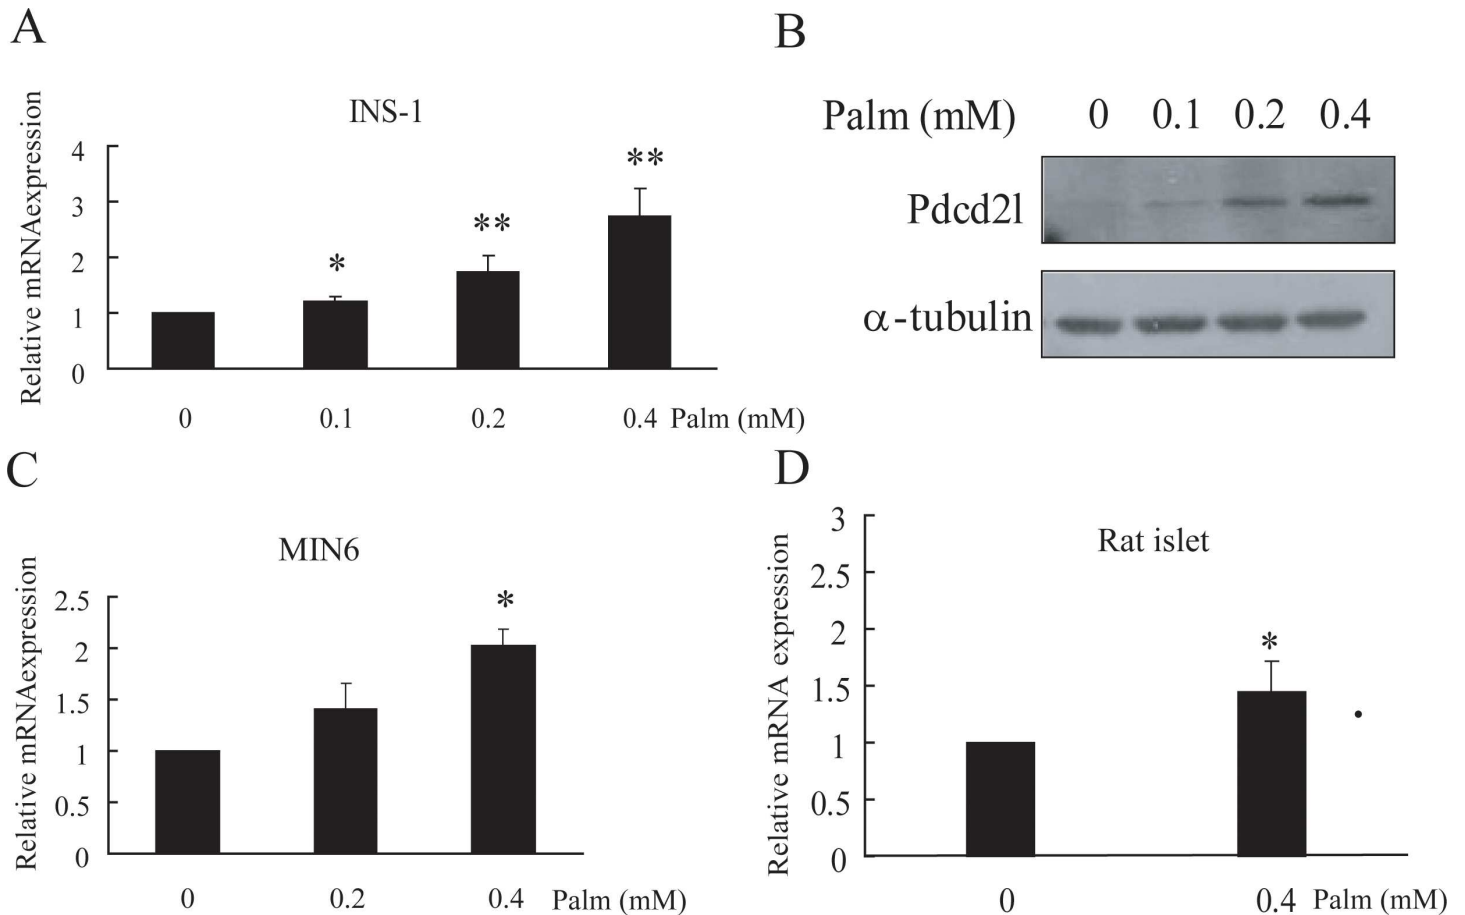 A
INS-1
Relative mRNAexpression
4
3
2
1
0
*
**
**
0 0.1 0.2 0.4 Palm (mM)
B
Palm (mM) 0 0.1 0.2 0.4
Pdcd2l
α-tubulin
C
MIN6
Relative mRNAexpression
2.5
2
1.5
1
0.5
0
*
0 0.2 0.4 Palm (mM)
D
Rat islet
Relative mRNA expression
3
2.5
2
1.5
1
0.5
0
*
0 0.4 Palm (mM)